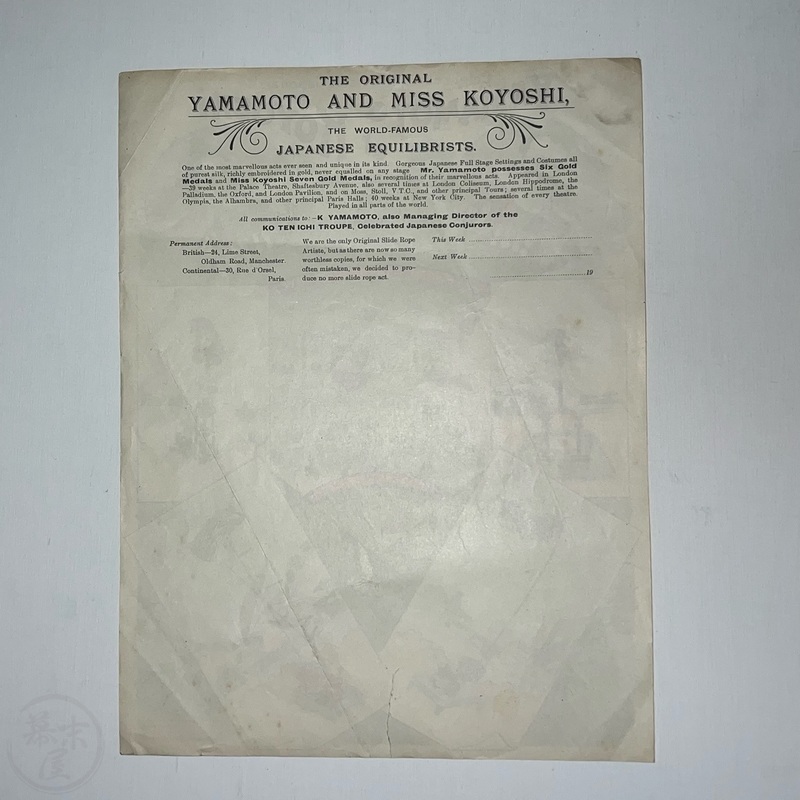 THE ORIGINAL
YAMAMOTO AND MISS KOYOSHI,
THE WORLD-FAMOUS
JAPANESE EQUILIBRISTS.
One of the most marvellous acts ever seen and unique in its kind Gorgeous Japanese Full Stage Settings and Costumes all
of purest silk, richly embroidered in gold, never equalled on any stage Mr. Yamamoto possesses Six Gold
Medals and Miss Koyoshi Seven Gold Medals, in recognition of their marvellous acts. Appeared in London
—39 weeks at the Palace Theatre, Shaftesbury Avenue, also several times at London Coliseum, London Hippodrome, the
Palladium, the Oxford, and London Pavilion, and on Moss, Stoll, V T.C., and other principal Tours; several times at the
Olympia, the Alhambra, and other principal Paris Halls; 40 weeks at New York City. The sensation of every theatre.
Played in all parts of the world.
All communications to:—K YAMAMOTO, also Managing Director of the
KO TEN ICHI TROUPE, Celebrated Japanese Conjurors.
Permanent Address:
British—24, Lime Street,
Oldham Road, Manchester
Continental—30, Rue d'Orsel,
Paris.
We are the only Original Slide Rope
Artists, but as there are now so many
worthless copies, for which we were
often mistaken, we decided to pro-
duce no more slide rope act.
This Week
Next Week
19
幕末屋